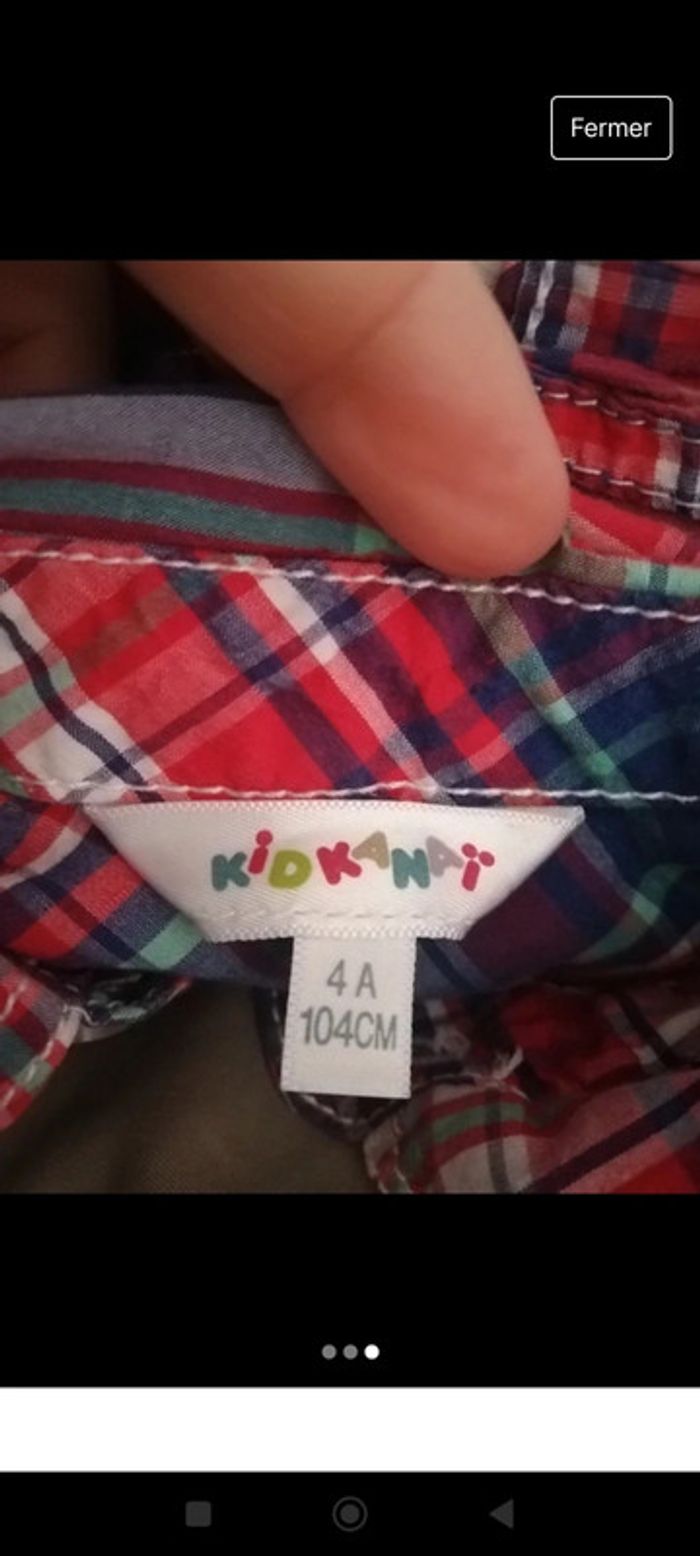 Fermer
KiDKANAÏ
4 A
104CM